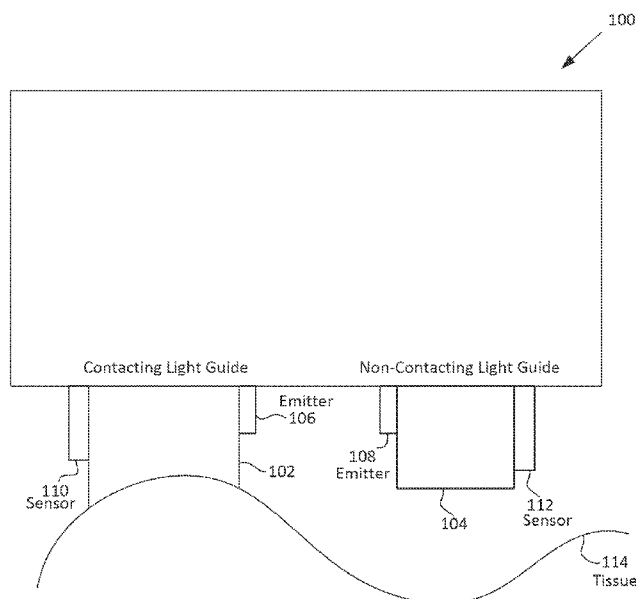 100
Contacting Light Guide
Non-Contacting Light Guide
Emitter
106
108
Emitter
110
Sensor
102
104
112
Sensor
114
Tissue